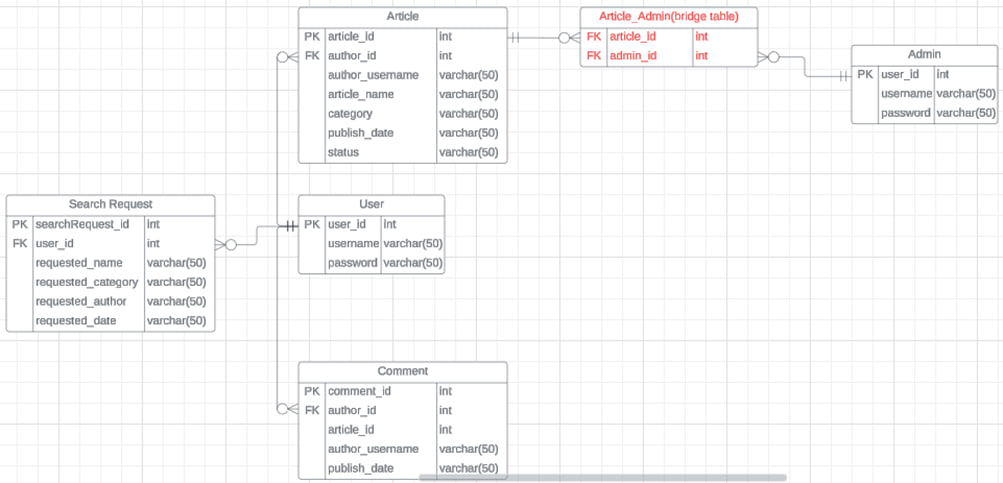 Article
PK article_id int
FK author_id int
author_username varchar(50)
article_name varchar(50)
category varchar(50)
publish_date varchar(50)
status varchar(50)
Article_Admin(bridge table)
FK article_id int
FK admin_id int
Admin
PK user_id int
username varchar(50)
password varchar(50)
Search Request
PK searchRequest_id int
FK user_id int
requested_name varchar(50)
requested_category varchar(50)
requested_author varchar(50)
requested_date varchar(50)
User
PK user_id int
username varchar(50)
password varchar(50)
Comment
PK comment_id int
FK author_id int
article_id int
author_username varchar(50)
publish_date varchar(50)